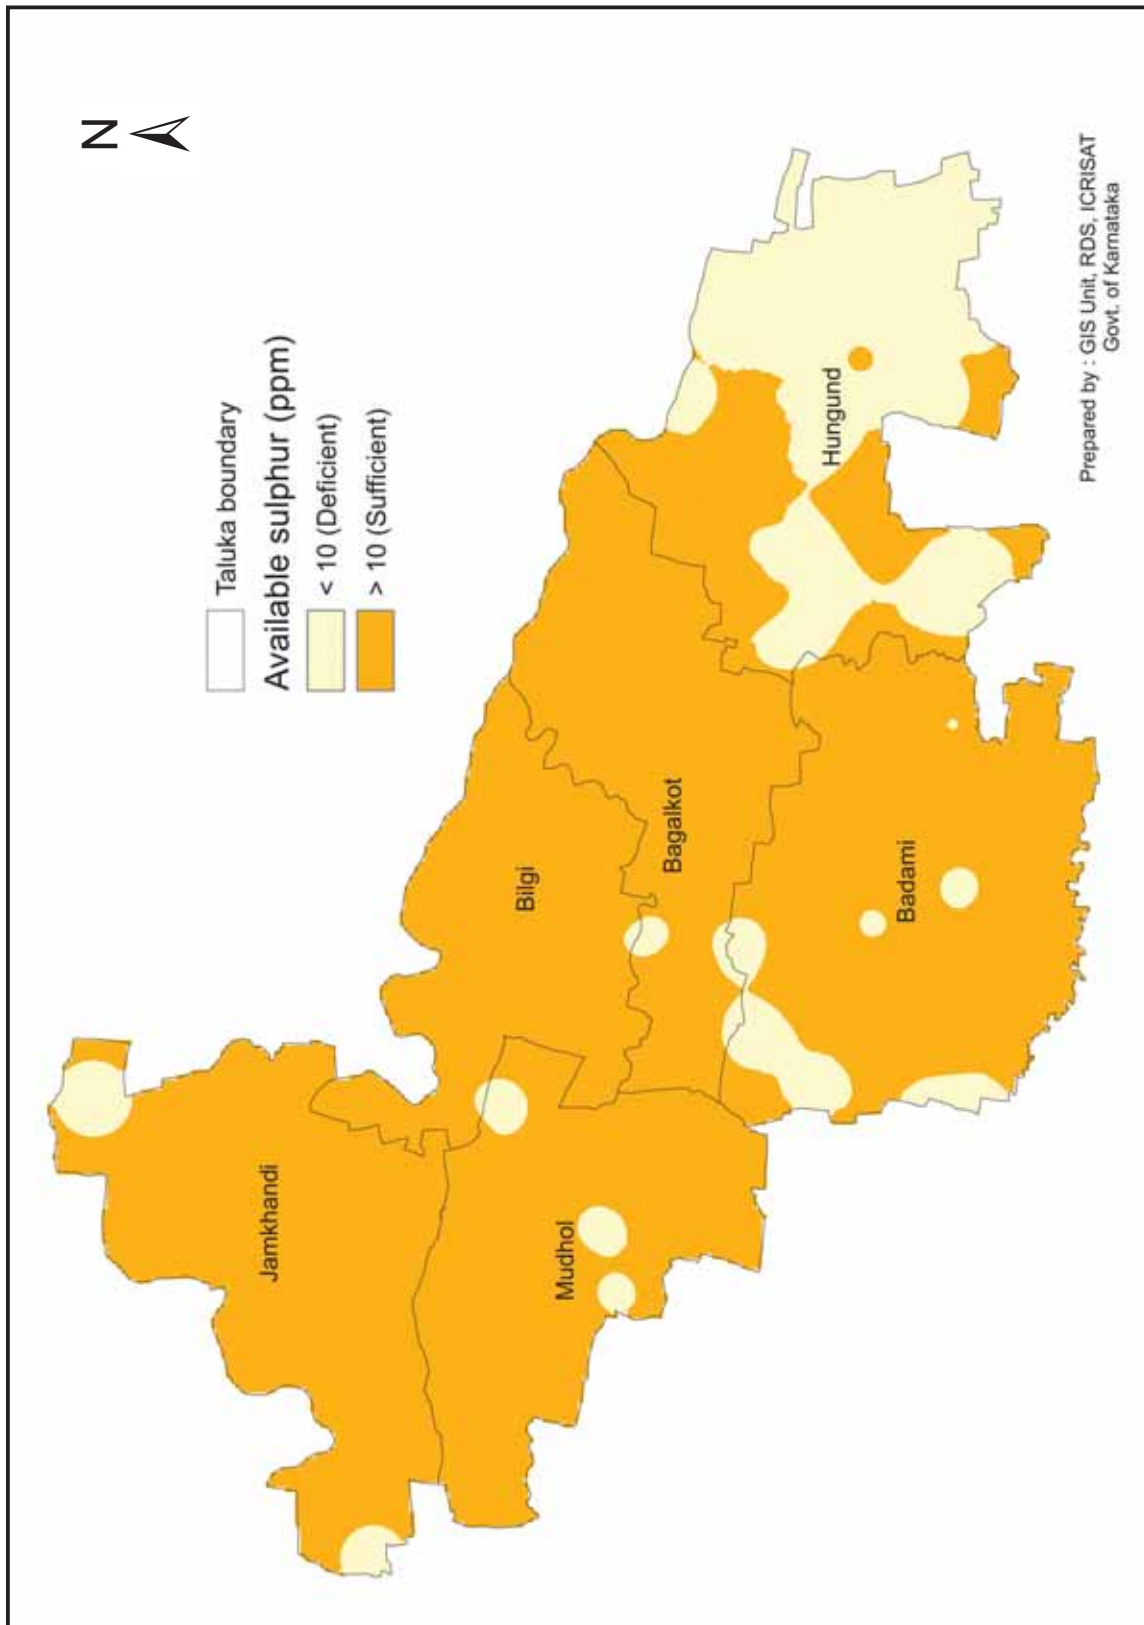 N
Taluka boundary
Available sulphur (ppm)
< 10 (Deficient)
> 10 (Sufficient)
Jamkhandi
Mudhol
Bilgi
Bagalkot
Badami
Hungund
Prepared by : GIS Unit, RDS, ICRISAT
Govt. of Karnataka